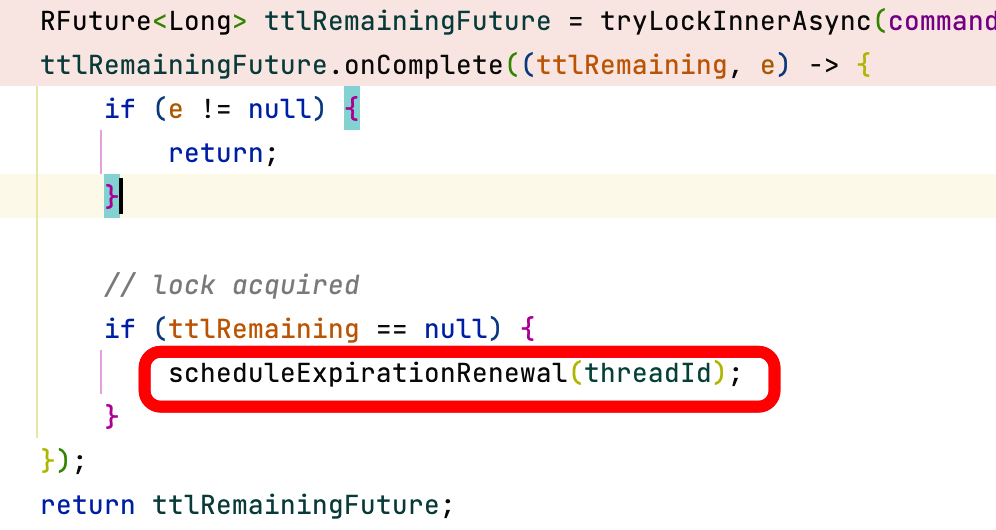 RFuture<Long> ttlRemainingFuture = tryLockInnerAsync(command
ttlRemainingFuture.onComplete((ttlRemaining, e) -> {
if (e != null) {
return;
}
// lock acquired
if (ttlRemaining == null) {
scheduleExpirationRenewal(threadId);
}
});
return ttlRemainingFuture;